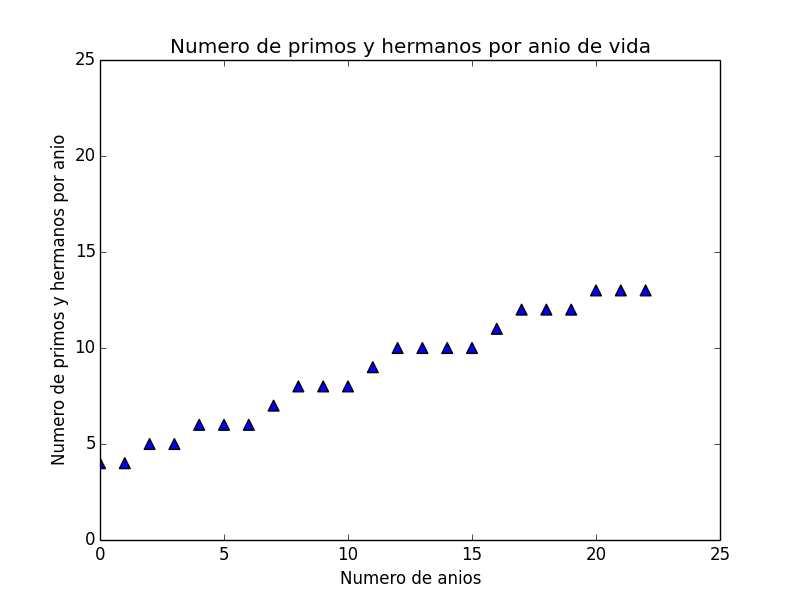 Numero de primos y hermanos por anio de vida
Numero de primos y hermanos por anio
25
20
15
10
5
0
0 5 10 15 20 25
Numero de anios